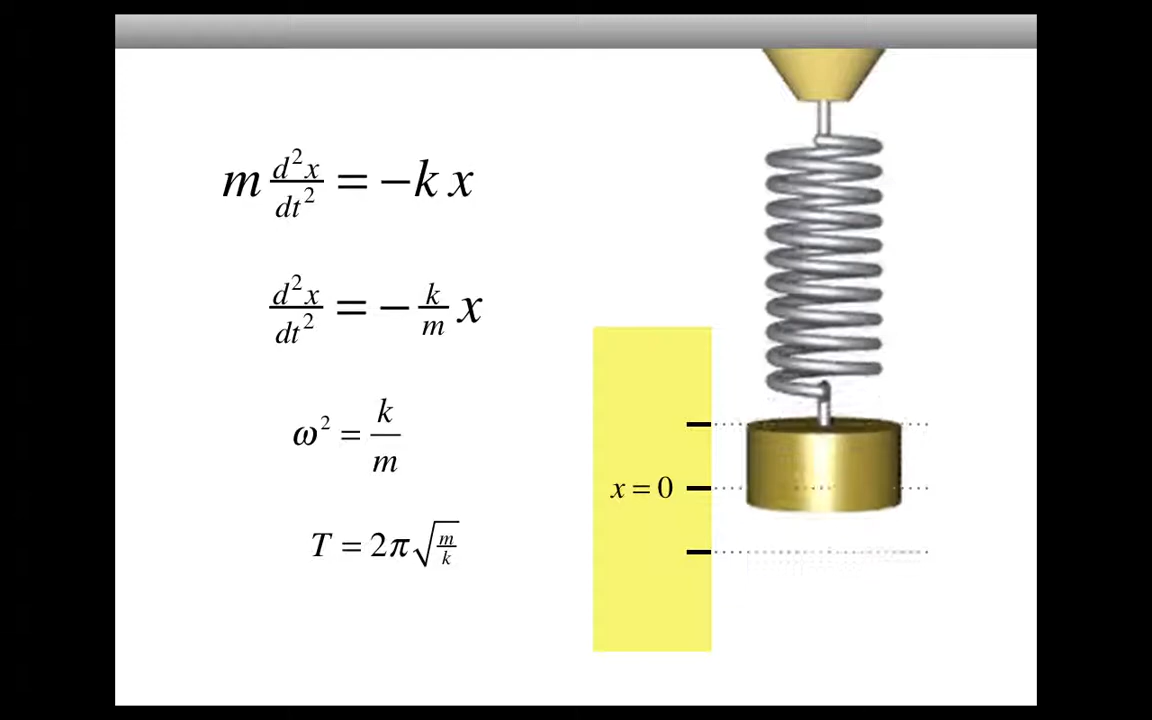 m d²x/dt² = −k x
d²x/dt² = − k/m x
ω² = k/m
x = 0
T = 2π√(m/k)